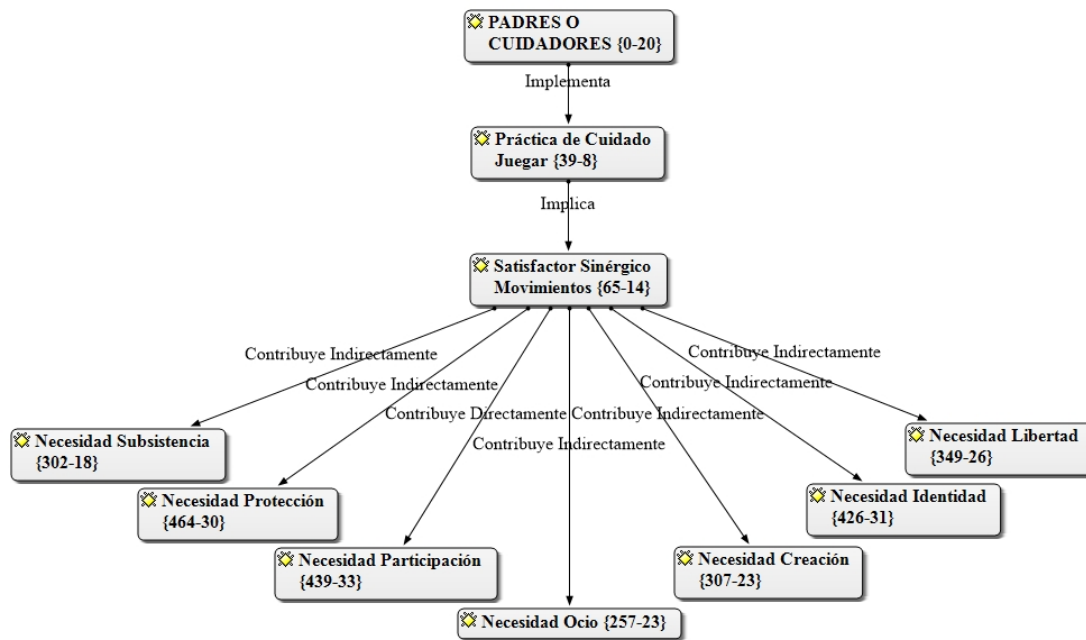 PADRES O
CUIDADORES {0-20}
Implementa
Práctica de Cuidado
Juegar {39-8}
Implica
Satisfactor Sinérgico
Movimientos {65-14}
Contribuye Indirectamente
Contribuye Indirectamente
Contribuye Indirectamente
Contribuye Indirectamente
Contribuye Directamente
Contribuye Indirectamente
Contribuye Indirectamente
Necesidad Subsistencia
{302-18}
Necesidad Libertad
{349-26}
Necesidad Protección
{464-30}
Necesidad Identidad
{426-31}
Necesidad Participación
{439-33}
Necesidad Creación
{307-23}
Necesidad Ocio {257-23}